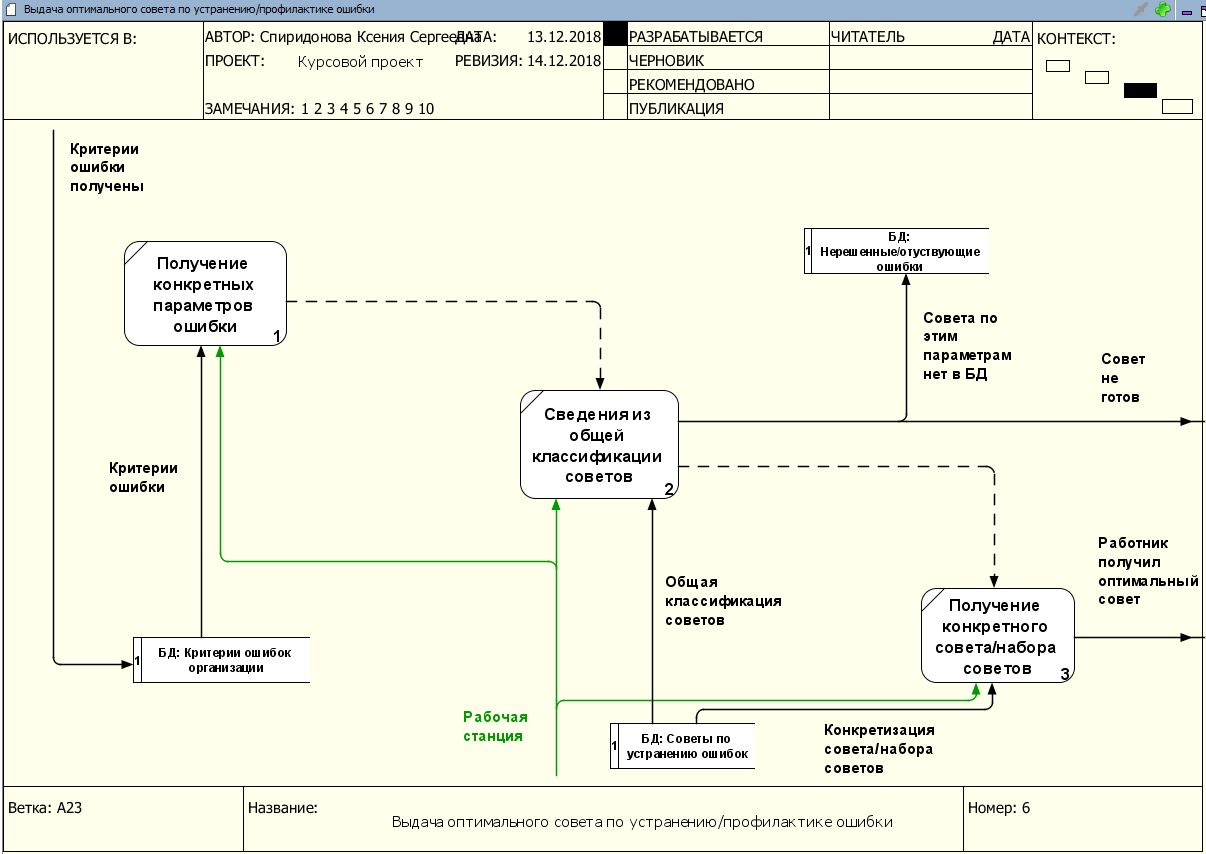 Выдача оптимального совета по устранению/профилактике ошибки
ИСПОЛЬЗУЕТСЯ В:
АВТОР: Спиридонова Ксения Сергеевна
ДАТА: 13.12.2018
ПРОЕКТ: Курсовой проект
РЕВИЗИЯ: 14.12.2018
ЗАМЕЧАНИЯ: 1 2 3 4 5 6 7 8 9 10
РАЗРАБАТЫВАЕТСЯ
ЧЕРНОВИК
РЕКОМЕНДОВАНО
ПУБЛИКАЦИЯ
ЧИТАТЕЛЬ
ДАТА
КОНТЕКСТ:
Критерии
ошибки
получены
Получение
конкретных
параметров
ошибки
1
1
БД:
Нерешенные/отуствующие
ошибки
Совета по
этим
параметрам
нет в БД
Совет
не
готов
Сведения из
общей
классификации
советов
2
Критерии
ошибки
Работник
получил
оптимальный
совет
Общая
классификация
советов
Получение
конкретного
совета/набора
советов
3
1
БД: Критерии ошибок
организации
Рабочая
станция
1
БД: Советы по
устранению ошибок
Конкретизация
совета/набора
советов
Ветка: A23
Название:
Выдача оптимального совета по устранению/профилактике ошибки
Номер: 6